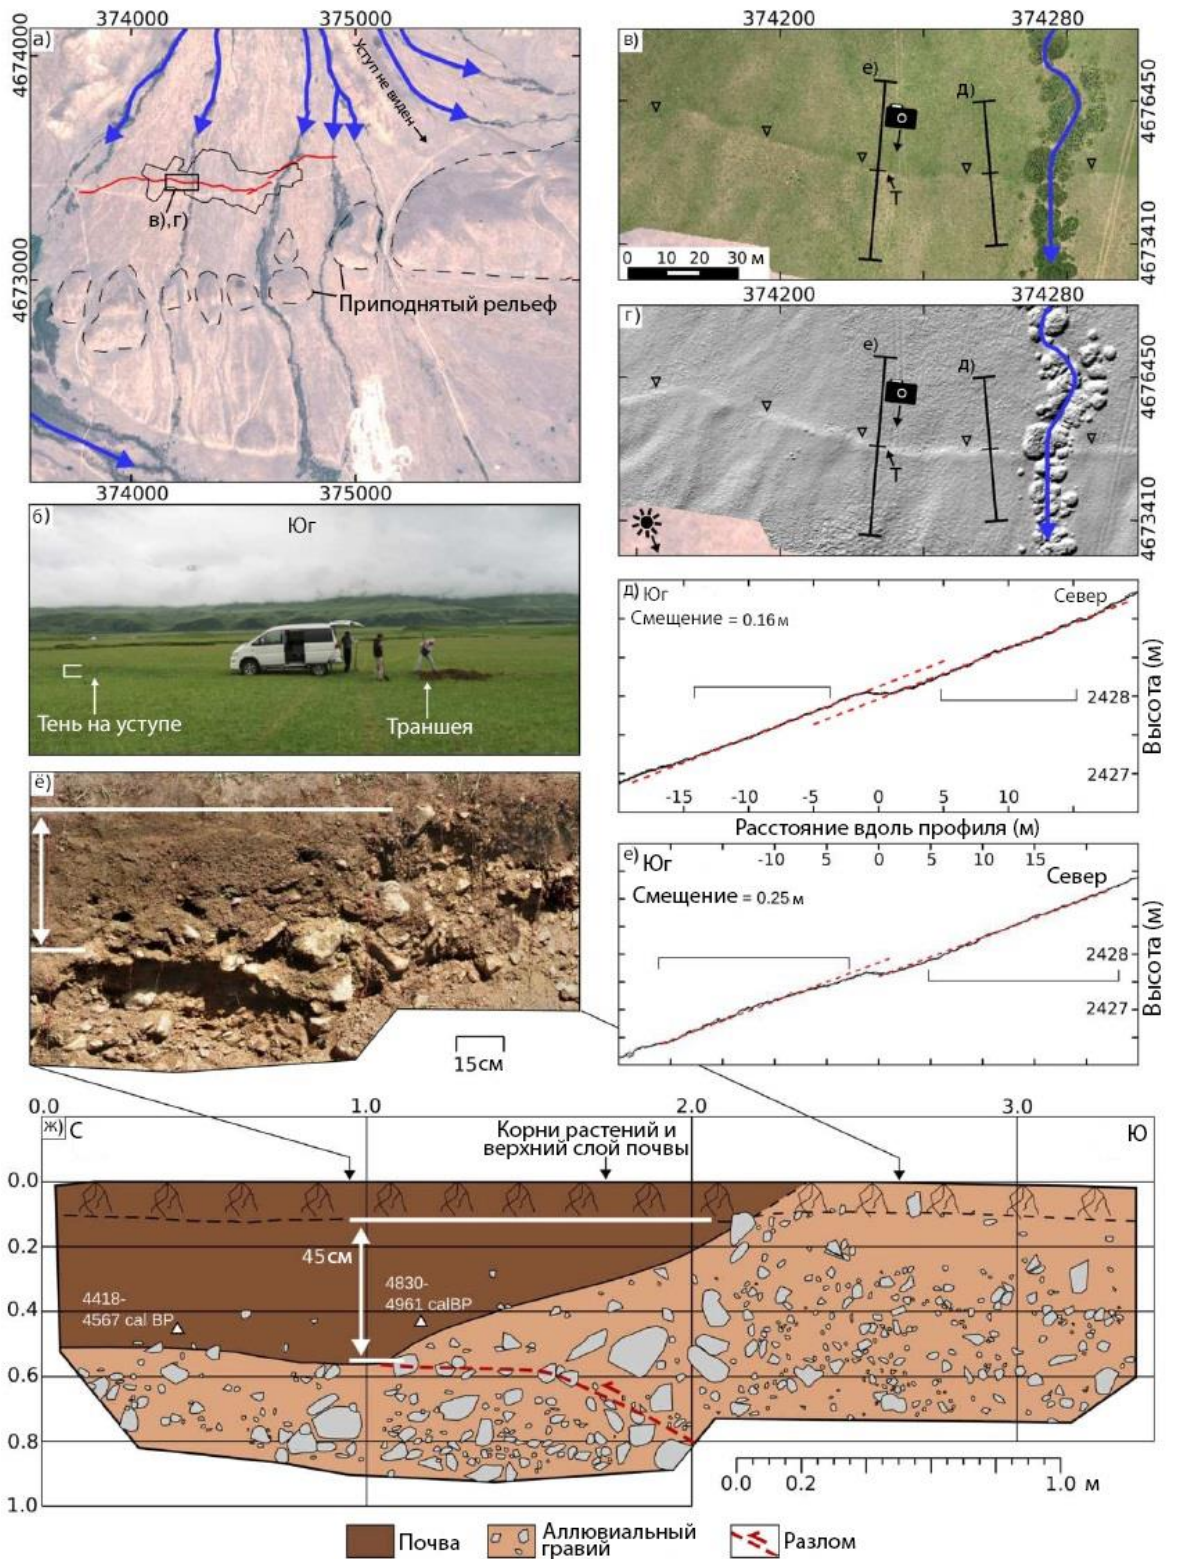 374000
375000
а)
4674000
4673000
Уступ не виден
в),г)
Приподнятый рельеф
374000
375000
374200
374280
в)
е)
Д)
T
4676450
4673410
0 10 20 30 м
374200
374280
г)
е)
д)
T
4676450
4673410
б)
Юг
Тень на уступе
Траншея
д) Юг
Север
Смещение = 0.16 м
2428
2427
Высота (м)
-15 -10 -5 0 5 10
Расстояние вдоль профиля (м)
е) Юг
-10 5 0 5 10 15
Север
Смещение = 0.25 м
2428
2427
Высота (м)
ё)
15см
0.0 1.0 2.0 3.0
ж) С
Корни растений и
верхний слой почвы
Ю
0.0
0.2
0.4
0.6
0.8
1.0
45см
4418-
4567 cal BP
4830-
4961 calBP
0.0 0.2 1.0 м
Почва
Аллювиальный
гравий
Разлом